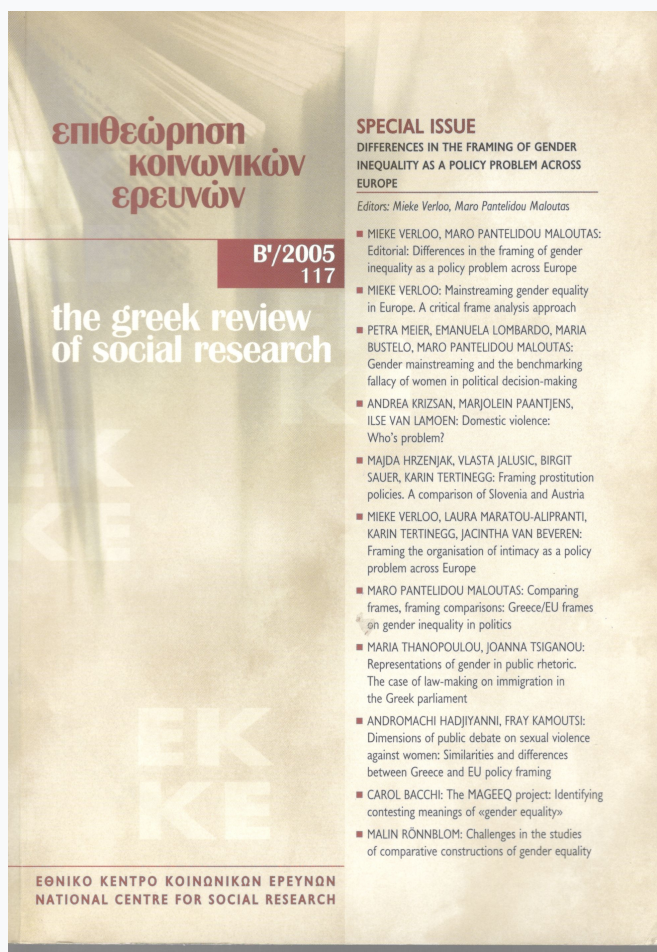 επιθεώρηση
κοινωνικών
ερευνών
Β'/2005
117
the greek review
of social research
ΕΚ
ΚΕ
ΕΚ
ΚΕ
ΕΘΝΙΚΟ ΚΕΝΤΡΟ ΚΟΙΝΩΝΙΚΩΝ ΕΡΕΥΝΩΝ
NATIONAL CENTRE FOR SOCIAL RESEARCH
SPECIAL ISSUE
DIFFERENCES IN THE FRAMING OF GENDER
INEQUALITY AS A POLICY PROBLEM ACROSS
EUROPE
Editors: Mieke Verloo, Maro Pantelidou Maloutas
■ MIEKE VERLOO, MARO PANTELIDOU MALOUTAS:
Editorial: Differences in the framing of gender
inequality as a policy problem across Europe
■ MIEKE VERLOO: Mainstreaming gender equality
in Europe. A critical frame analysis approach
■ PETRA MEIER, EMANUELA LOMBARDO, MARIA
BUSTELO, MARO PANTELIDOU MALOUTAS:
Gender mainstreaming and the benchmarking
fallacy of women in political decision-making
■ ANDREA KRIZSAN, MARJOLEIN PAANTJENS,
ILSE VAN LAMOEN: Domestic violence:
Who's problem?
■ MAJDA HRZENJAK, VLASTA JALUSIC, BIRGIT
SAUER, KARIN TERTINEGG: Framing prostitution
policies. A comparison of Slovenia and Austria
■ MIEKE VERLOO, LAURA MARATOU-ALIPRANTI,
KARIN TERTINEGG, JACINTHA VAN BEVEREN:
Framing the organisation of intimacy as a policy
problem across Europe
■ MARO PANTELIDOU MALOUTAS: Comparing
frames, framing comparisons: Greece/EU frames
on gender inequality in politics
■ MARIA THANOPOULOU, JOANNA TSIGANOU:
Representations of gender in public rhetoric.
The case of law-making on immigration in
the Greek parliament
■ ANDROMACHI HADJIYANNI, FRAY KAMOUTSI:
Dimensions of public debate on sexual violence
against women: Similarities and differences
between Greece and EU policy framing
■ CAROL BACCHI: The MAGEEQ project: Identifying
contesting meanings of «gender equality»
■ MALIN RÖNNBLOM: Challenges in the studies
of comparative constructions of gender equality